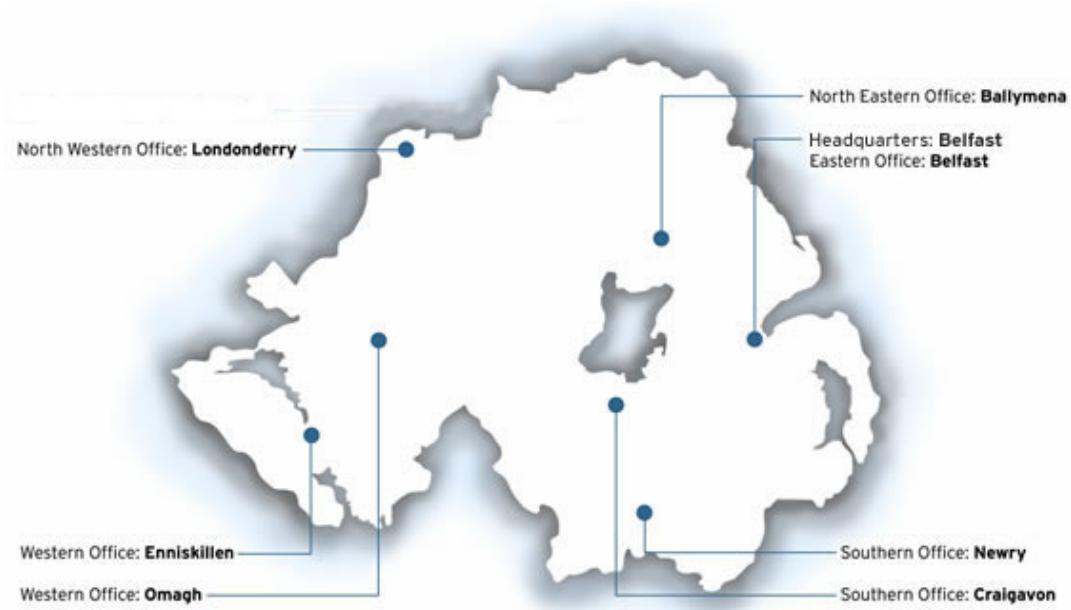 North Eastern Office: Ballymena
Headquarters: Belfast
Eastern Office: Belfast
North Western Office: Londonderry
Western Office: Enniskillen
Southern Office: Newry
Western Office: Omagh
Southern Office: Craigavon